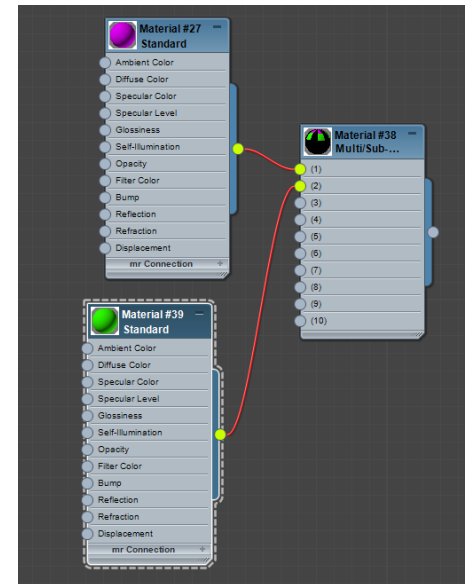 Material #27
Standard
Ambient Color
Diffuse Color
Specular Color
Specular Level
Glossiness
Self-Illumination
Opacity
Filter Color
Bump
Reflection
Refraction
Displacement
mr Connection
Material #38
Multi/Sub-...
(1)
(2)
(3)
(4)
(5)
(6)
(7)
(8)
(9)
(10)
Material #39
Standard
Ambient Color
Diffuse Color
Specular Color
Specular Level
Glossiness
Self-Illumination
Opacity
Filter Color
Bump
Reflection
Refraction
Displacement
mr Connection